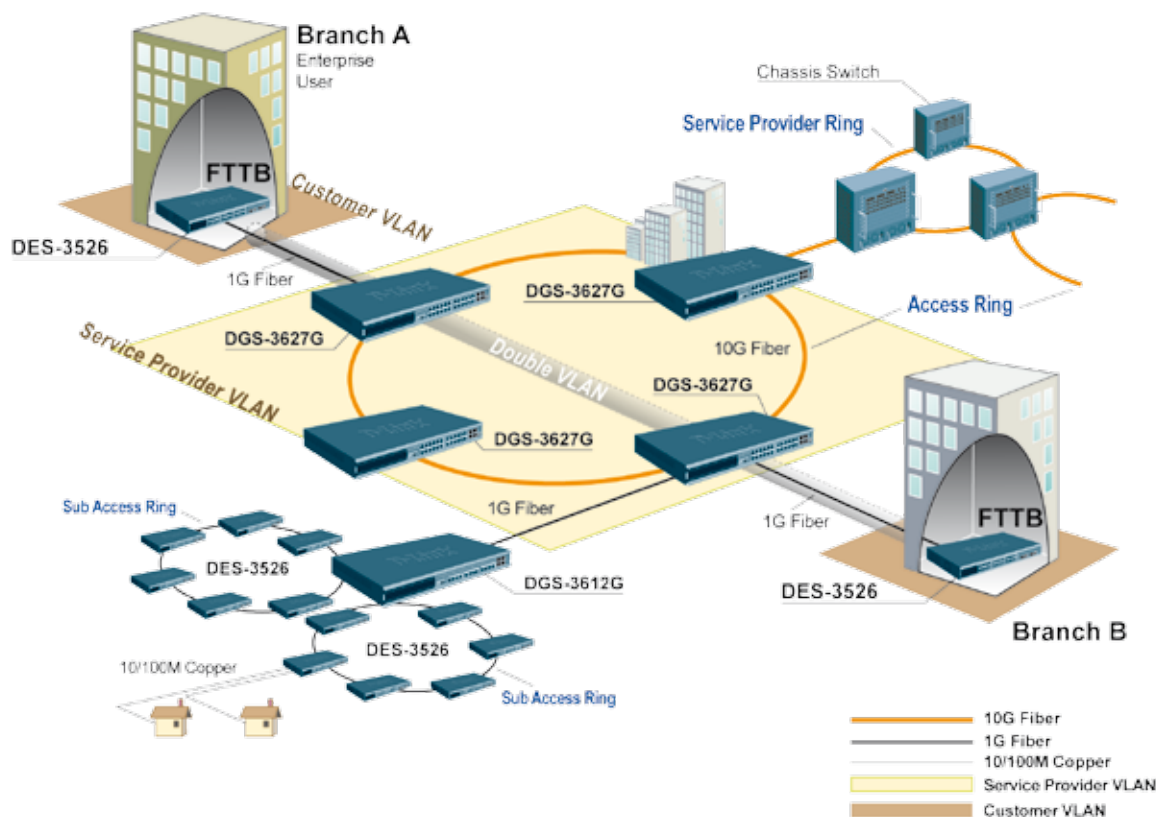 Branch A
Enterprise
User
Chassis Switch
Service Provider Ring
FTTB
Customer VLAN
DES-3526
1G Fiber
DGS-3627G
Access Ring
DGS-3627G
10G Fiber
Service Provider VLAN
Double VLAN
DGS-3627G
DGS-3627G
1G Fiber
1G Fiber
FTTB
Sub Access Ring
DES-3526
DGS-3612G
DES-3526
Branch B
DES-3526
10/100M Copper
Sub Access Ring
10G Fiber
1G Fiber
10/100M Copper
Service Provider VLAN
Customer VLAN